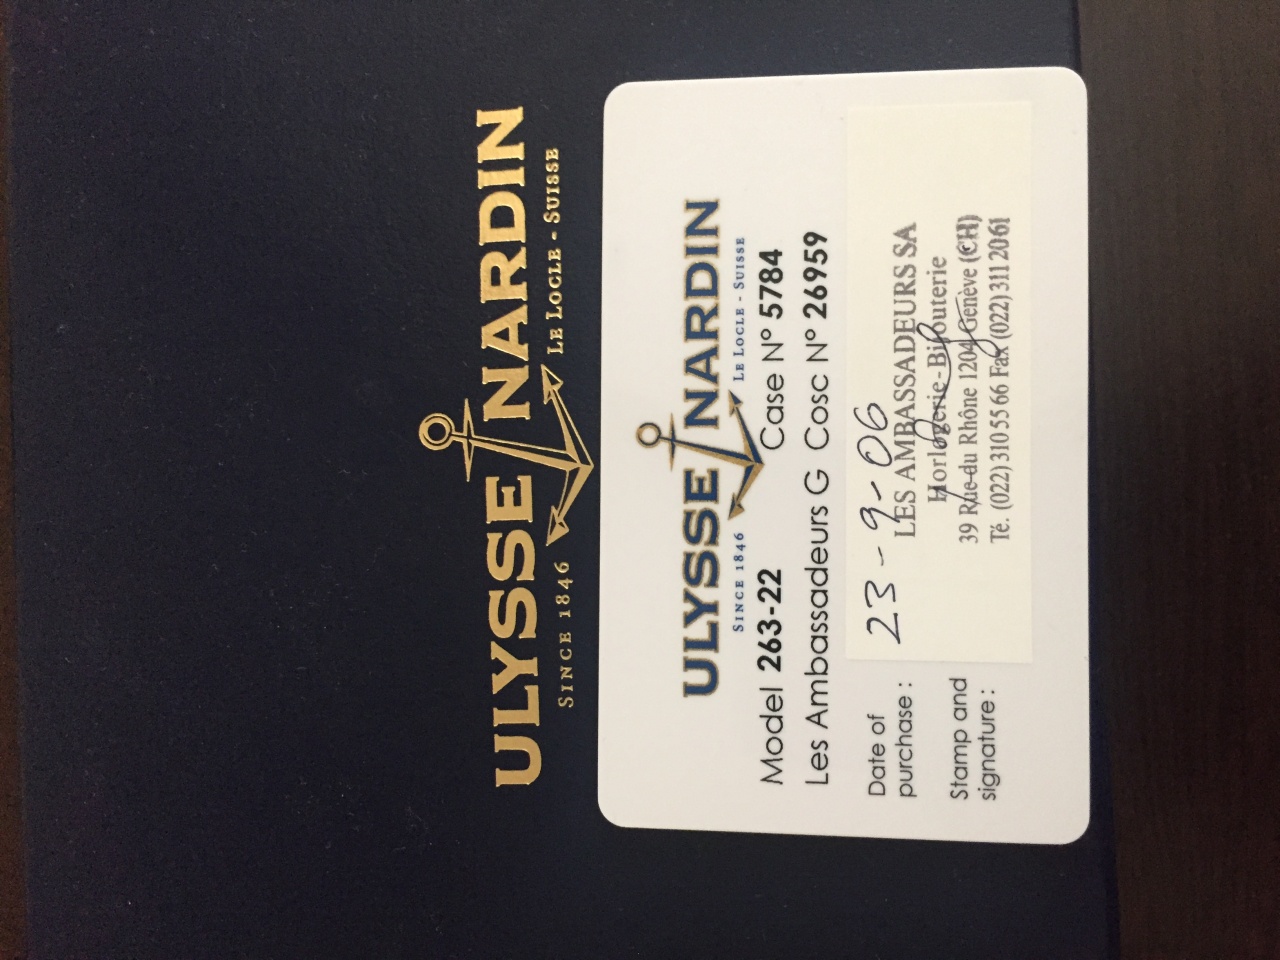 ULYSSE NARDIN
SINCE 1846 LE LOCLE - SUISSE
ULYSSE NARDIN
SINCE 1846 LE LOCLE - SUISSE
Model 263-22 Case N° 5784
Les Ambassadeurs G Cosc N° 26959
Date of purchase : 23 - 9 - 06
LES AMBASSADEURS SA
Horlogerie - Bijouterie
39 Rue du Rhône 1204 Genève (CH)
Té. (022) 310 55 66 Fax (022) 311 20 61
Stamp and
signature :